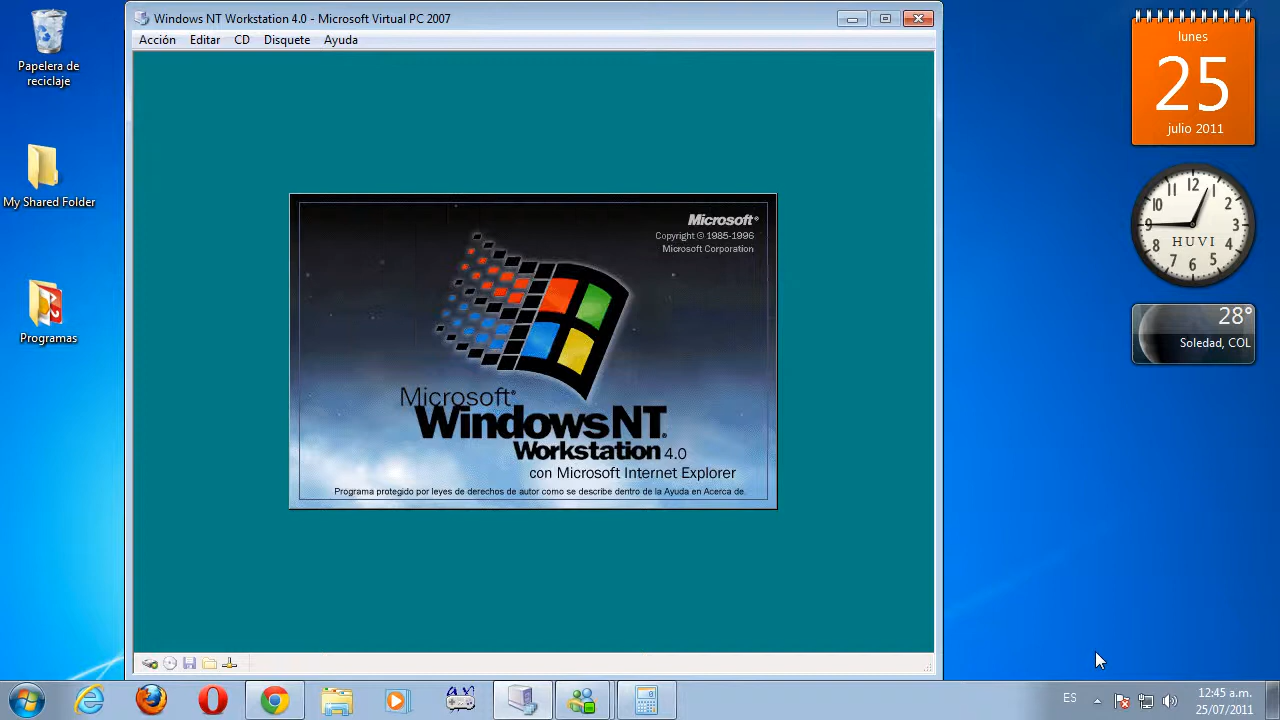 Windows NT Workstation 4.0 - Microsoft Virtual PC 2007
Acción Editar CD Disquete Ayuda
Papelera de
reciclaje
My Shared Folder
Programas
Microsoft®
Copyright © 1985-1996
Microsoft Corporation
Microsoft®
Windows NT®
Workstation 4.0
con Microsoft Internet Explorer
Programa protegido por leyes de derechos de autor como se describe dentro de la Ayuda en Acerca de.
lunes
25
julio 2011
12
1
2
3
4
5
6
7
8
9
10
11
HUVI
28°
Soledad, COL
ES
12:45 a.m.
25/07/2011